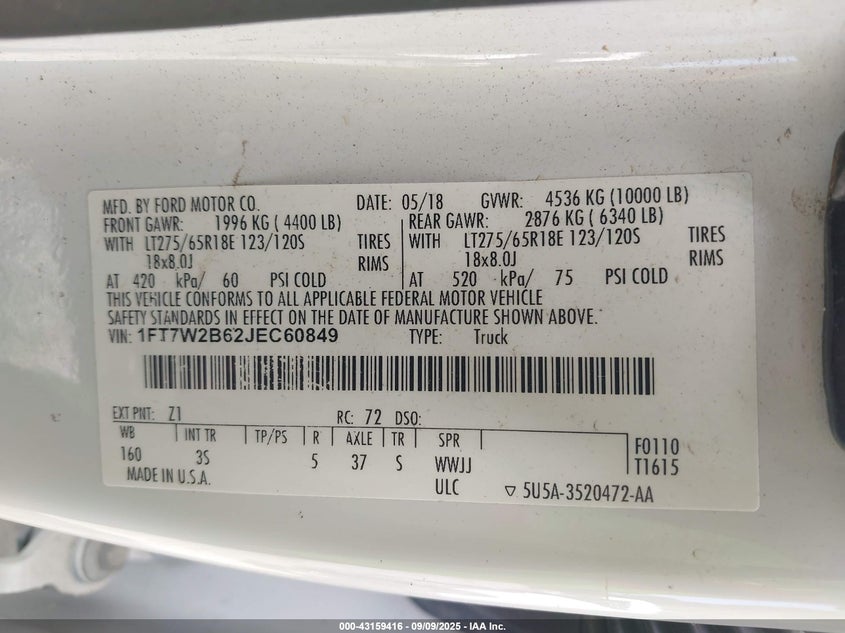 MFD. BY FORD MOTOR CO. DATE: 05/18 GVWR: 4536 KG (10000 LB)
FRONT GAWR: 1996 KG ( 4400 LB) REAR GAWR: 2876 KG ( 6340 LB)
WITH LT275/65R18E 123/120S TIRES WITH LT275/65R18E 123/120S TIRES
18x8.0J RIMS 18x8.0J RIMS
AT 420 kPa/ 60 PSI COLD AT 520 kPa/ 75 PSI COLD
THIS VEHICLE CONFORMS TO ALL APPLICABLE FEDERAL MOTOR VEHICLE
SAFETY STANDARDS IN EFFECT ON THE DATE OF MANUFACTURE SHOWN ABOVE.
VIN: 1FT7W2B62JEC60849 TYPE: Truck
EXT PNT: Z1 RC: 72 DSO:
WB INT TR TP/PS R AXLE TR SPR
160 3S 5 37 S WWJJ
F0110
T1615
MADE IN U.S.A. ULC ▽ 5U5A-3520472-AA
000-43159416 - 09/09/2025 - IAA Inc.